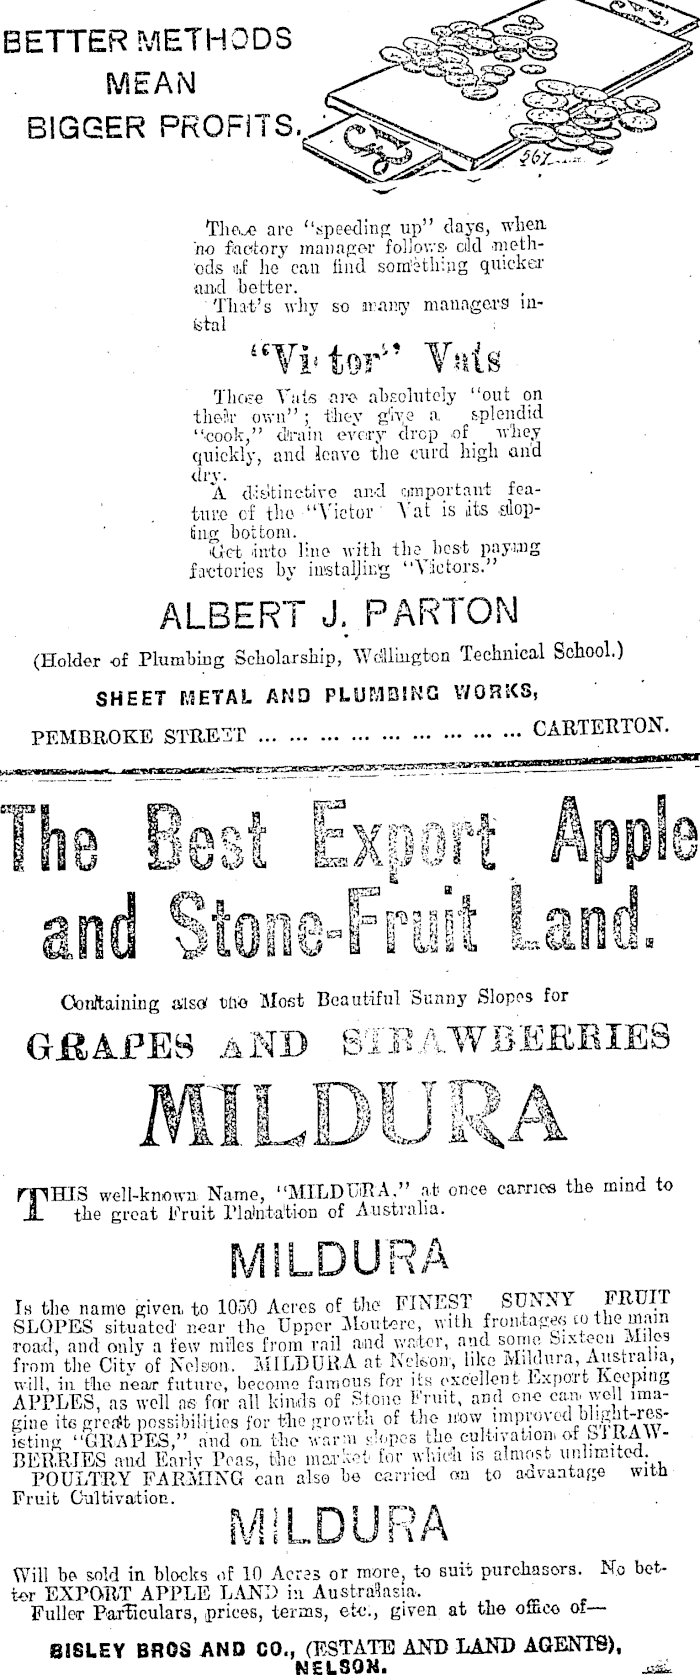 BETTER METHODS
MEAN
BIGGER PROFITS.
567
These are "speeding up" days, when
no factory manager follows old meth-
ods if he can find something quicker
and better.
That's why so many managers in-
stal
"Victor" Vats
These Vats are absolutely "out on
their own"; they give a splendid
"cook," drain every drop of whey
quickly, and leave the curd high and
dry.
A distinctive and important fea-
ture of the "Victor" Vat is its slop-
ing bottom.
Get into line with the best paying
factories by installing "Victors."
ALBERT J. PARTON
(Holder of Plumbing Scholarship, Wellington Technical School.)
SHEET METAL AND PLUMBING WORKS,
PEMBROKE STREET ... ... ... ... ... ... ... ... ... CARTERTON.
The Best Export Apple
and Stone-Fruit Land.
Containing also the Most Beautiful Sunny Slopes for
GRAPES AND STRAWBERRIES
MILDURA
THIS well-known Name, "MILDURA," at once carries the mind to
the great Fruit Plantation of Australia.
MILDURA
Is the name given to 1050 Acres of the FINEST SUNNY FRUIT
SLOPES situated near the Upper Moutere, with frontages to the main
road, and only a few miles from rail and water, and some Sixteen Miles
from the City of Nelson. MILDURA at Nelson, like Mildura, Australia,
will, in the near future, become famous for its excellent Export Keeping
APPLES, as well as for all kinds of Stone Fruit, and one can well ima-
gine its great possibilities for the growth of the now improved blight-res-
isting "GRAPES," and on the warm slopes the cultivation of STRAW-
BERRIES and Early Peas, the market for which is almost unlimited.
POULTRY FARMING can also be carried on to advantage with
Fruit Cultivation.
MILDURA
Will be sold in blocks of 10 Acres or more, to suit purchasers. No bet-
ter EXPORT APPLE LAND in Australasia.
Fuller Particulars, prices, terms, etc., given at the office of—
BISLEY BROS AND CO., (ESTATE AND LAND AGENTS),
NELSON.